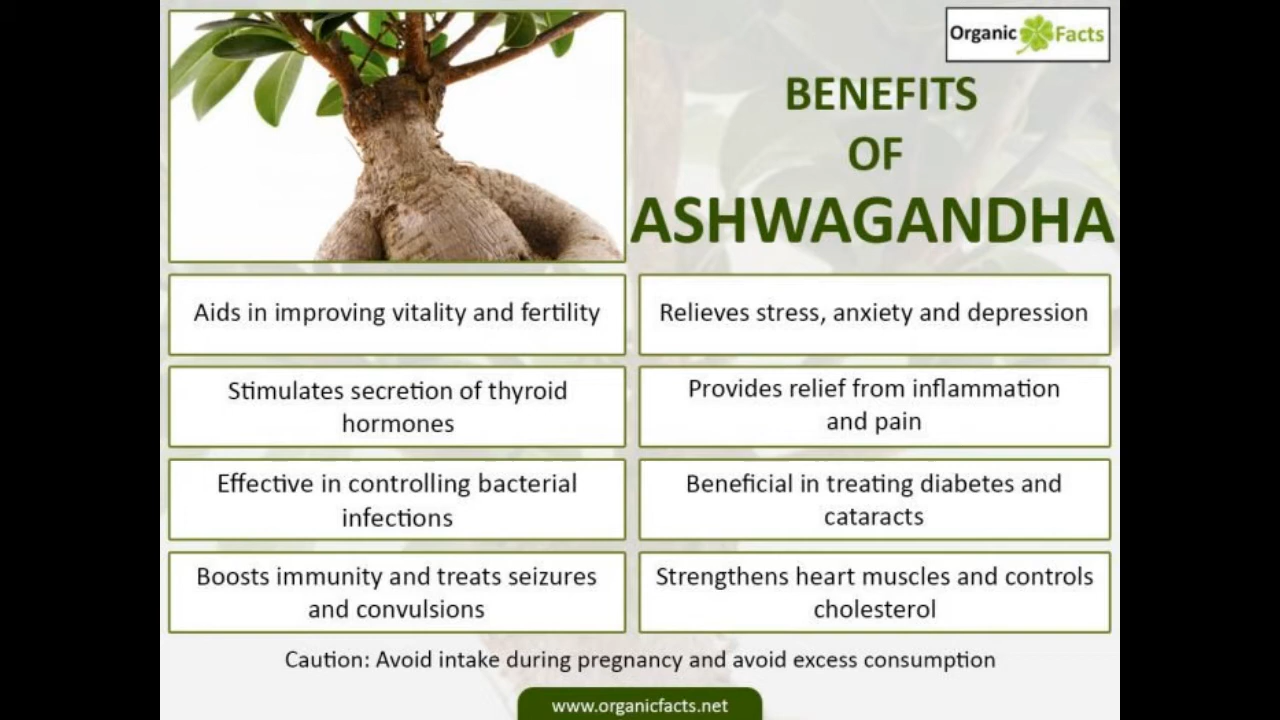 Organic Facts
BENEFITS
OF
ASHWAGANDHA
Aids in improving vitality and fertility
Relieves stress, anxiety and depression
Stimulates secretion of thyroid
hormones
Provides relief from inflammation
and pain
Effective in controlling bacterial
infections
Beneficial in treating diabetes and
cataracts
Boosts immunity and treats seizures
and convulsions
Strengthens heart muscles and controls
cholesterol
Caution: Avoid intake during pregnancy and avoid excess consumption
www.organicfacts.net